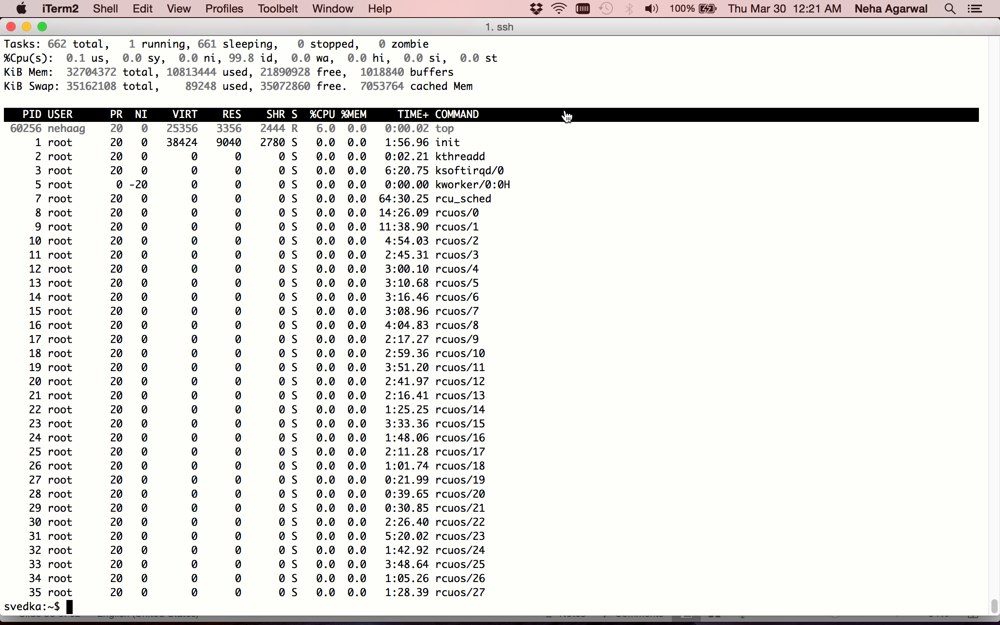 iTerm2 Shell Edit View Profiles Toolbelt Window Help 100% Thu Mar 30 12:21 AM Neha Agarwal
1. ssh
Tasks: 662 total, 1 running, 661 sleeping, 0 stopped, 0 zombie
%Cpu(s): 0.1 us, 0.0 sy, 0.0 ni, 99.8 id, 0.0 wa, 0.0 hi, 0.0 si, 0.0 st
KiB Mem: 32704372 total, 10813444 used, 21890928 free, 1018840 buffers
KiB Swap: 35162108 total, 89248 used, 35072860 free. 7053764 cached Mem
PID USER PR NI VIRT RES SHR S %CPU %MEM TIME+ COMMAND
60256 nehaag 20 0 25356 3356 2444 R 6.0 0.0 0:00.02 top
1 root 20 0 38424 9040 2780 S 0.0 0.0 1:56.96 init
2 root 20 0 0 0 0 S 0.0 0.0 0:02.21 kthreadd
3 root 20 0 0 0 0 S 0.0 0.0 6:20.75 ksoftirqd/0
5 root 0 -20 0 0 0 S 0.0 0.0 0:00.00 kworker/0:0H
7 root 20 0 0 0 0 S 0.0 0.0 64:30.25 rcu_sched
8 root 20 0 0 0 0 S 0.0 0.0 14:26.09 rcuos/0
9 root 20 0 0 0 0 S 0.0 0.0 11:38.90 rcuos/1
10 root 20 0 0 0 0 S 0.0 0.0 4:54.03 rcuos/2
11 root 20 0 0 0 0 S 0.0 0.0 2:45.31 rcuos/3
12 root 20 0 0 0 0 S 0.0 0.0 3:00.10 rcuos/4
13 root 20 0 0 0 0 S 0.0 0.0 3:10.68 rcuos/5
14 root 20 0 0 0 0 S 0.0 0.0 3:16.46 rcuos/6
15 root 20 0 0 0 0 S 0.0 0.0 3:08.96 rcuos/7
16 root 20 0 0 0 0 S 0.0 0.0 4:04.83 rcuos/8
17 root 20 0 0 0 0 S 0.0 0.0 2:17.27 rcuos/9
18 root 20 0 0 0 0 S 0.0 0.0 2:59.36 rcuos/10
19 root 20 0 0 0 0 S 0.0 0.0 3:51.20 rcuos/11
20 root 20 0 0 0 0 S 0.0 0.0 2:41.97 rcuos/12
21 root 20 0 0 0 0 S 0.0 0.0 2:16.41 rcuos/13
22 root 20 0 0 0 0 S 0.0 0.0 1:25.25 rcuos/14
23 root 20 0 0 0 0 S 0.0 0.0 3:33.36 rcuos/15
24 root 20 0 0 0 0 S 0.0 0.0 1:48.06 rcuos/16
25 root 20 0 0 0 0 S 0.0 0.0 2:11.28 rcuos/17
26 root 20 0 0 0 0 S 0.0 0.0 1:01.74 rcuos/18
27 root 20 0 0 0 0 S 0.0 0.0 0:21.99 rcuos/19
28 root 20 0 0 0 0 S 0.0 0.0 0:39.65 rcuos/20
29 root 20 0 0 0 0 S 0.0 0.0 0:30.85 rcuos/21
30 root 20 0 0 0 0 S 0.0 0.0 2:26.40 rcuos/22
31 root 20 0 0 0 0 S 0.0 0.0 5:20.02 rcuos/23
32 root 20 0 0 0 0 S 0.0 0.0 1:42.92 rcuos/24
33 root 20 0 0 0 0 S 0.0 0.0 3:48.64 rcuos/25
34 root 20 0 0 0 0 S 0.0 0.0 1:05.26 rcuos/26
35 root 20 0 0 0 0 S 0.0 0.0 1:28.39 rcuos/27
svedka:~$